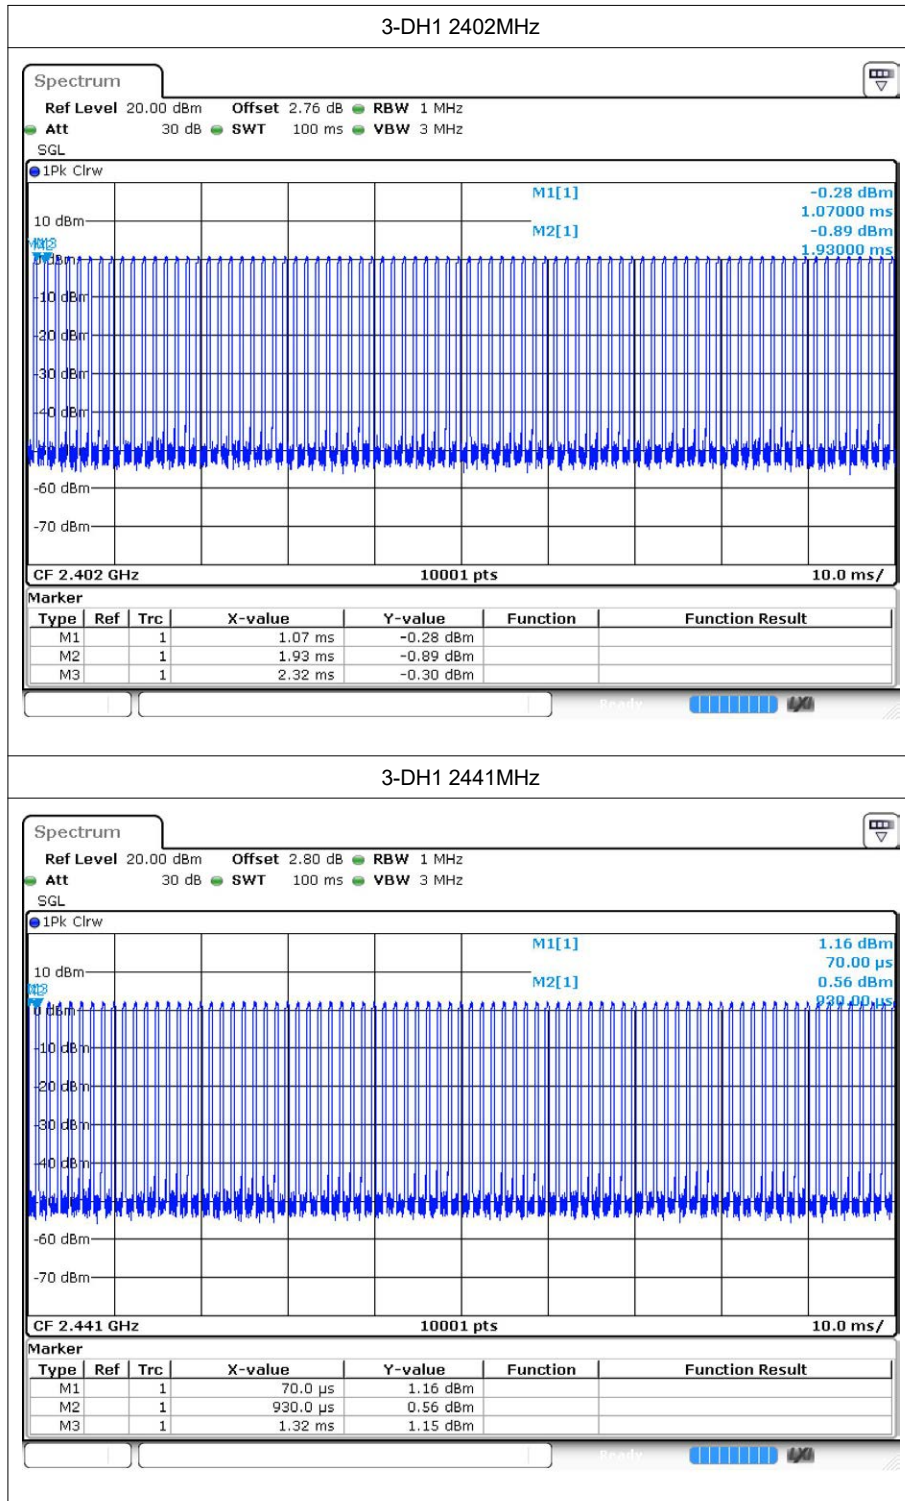 3-DH1 2402MHz
Spectrum
Ref Level 20.00 dBm Offset 2.76 dB RBW 1 MHz
Att 30 dB SWT 100 ms VBW 3 MHz
SGL
1Pk Clrw
M1[1] -0.28 dBm
1.07000 ms
10 dBm
M2[1] -0.89 dBm
1.93000 ms
-10 dBm
-20 dBm
-30 dBm
-40 dBm
-60 dBm
-70 dBm
CF 2.402 GHz 10001 pts 10.0 ms/
Marker
Type Ref Trc X-value Y-value Function Function Result
M1 1 1.07 ms -0.28 dBm
M2 1 1.93 ms -0.89 dBm
M3 1 2.32 ms -0.30 dBm
Ready LXI
3-DH1 2441MHz
Spectrum
Ref Level 20.00 dBm Offset 2.80 dB RBW 1 MHz
Att 30 dB SWT 100 ms VBW 3 MHz
SGL
1Pk Clrw
M1[1] 1.16 dBm
70.00 µs
10 dBm
M2[1] 0.56 dBm
930.00 µs
0 dBm
-10 dBm
-20 dBm
-30 dBm
-40 dBm
-60 dBm
-70 dBm
CF 2.441 GHz 10001 pts 10.0 ms/
Marker
Type Ref Trc X-value Y-value Function Function Result
M1 1 70.0 µs 1.16 dBm
M2 1 930.0 µs 0.56 dBm
M3 1 1.32 ms 1.15 dBm
Ready LXI